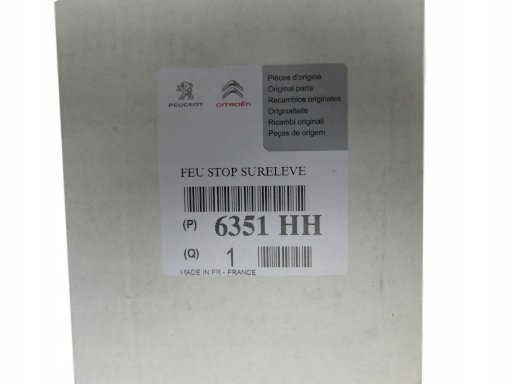 PEUGEOT
CITROËN
Pièces d'origine
Original parts
Recambios originales
Originalteile
Ricambi originali
Peças de origem
FEU STOP SURELEVE
(P) 6351 HH
(Q) 1
MADE IN FR - FRANCE